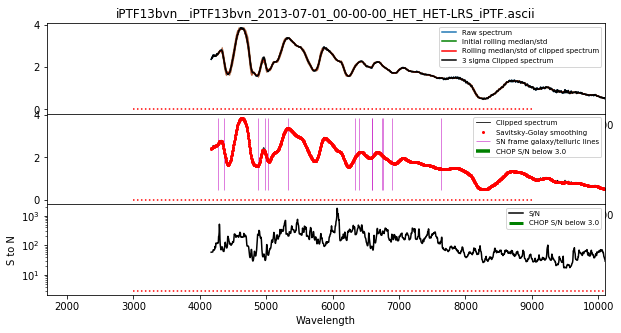 iPTF13bvn__iPTF13bvn_2013-07-01_00-00-00_HET_HET-LRS_iPTF.ascii
4
2
0
Raw spectrum
Initial rolling median/std
Rolling median/std of clipped spectrum
3 sigma Clipped spectrum
4
2
0
Clipped spectrum
Savitsky-Golay smoothing
SN frame galaxy/telluric lines
CHOP S/N below 3.0
S to N
10³
10²
10¹
S/N
CHOP S/N below 3.0
2000 3000 4000 5000 6000 7000 8000 9000 10000
Wavelength